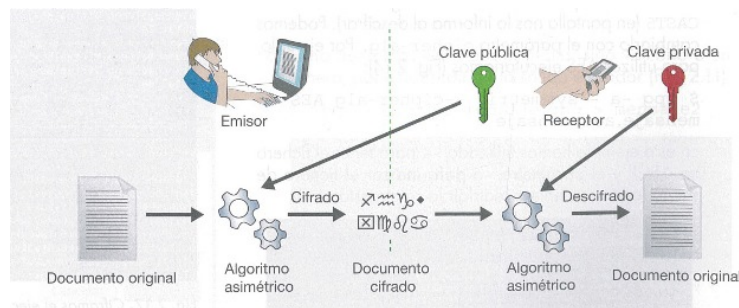 Clave pública
Clave privada
Emisor
Receptor
Cifrado
Descifrado
Documento original
Algoritmo
asimétrico
Documento
cifrado
Algoritmo
asimétrico
Documento original